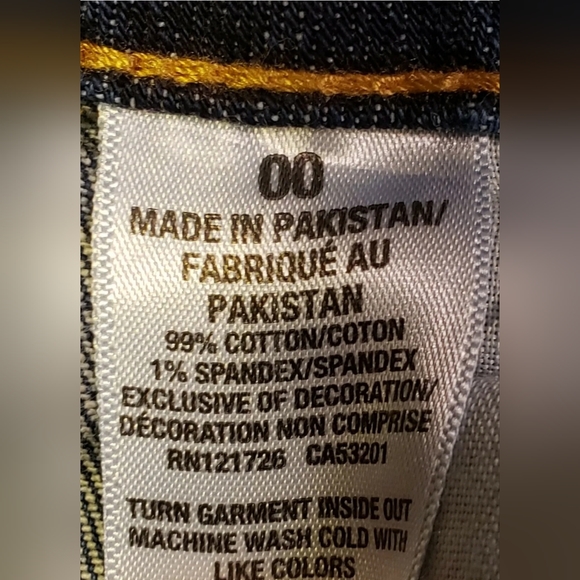 00
MADE IN PAKISTAN/
FABRIQUÉ AU
PAKISTAN
99% COTTON/COTON
1% SPANDEX/SPANDEX
EXCLUSIVE OF DECORATION/
DÉCORATION NON COMPRISE
RN121726 CA53201
TURN GARMENT INSIDE OUT
MACHINE WASH COLD WITH
LIKE COLORS